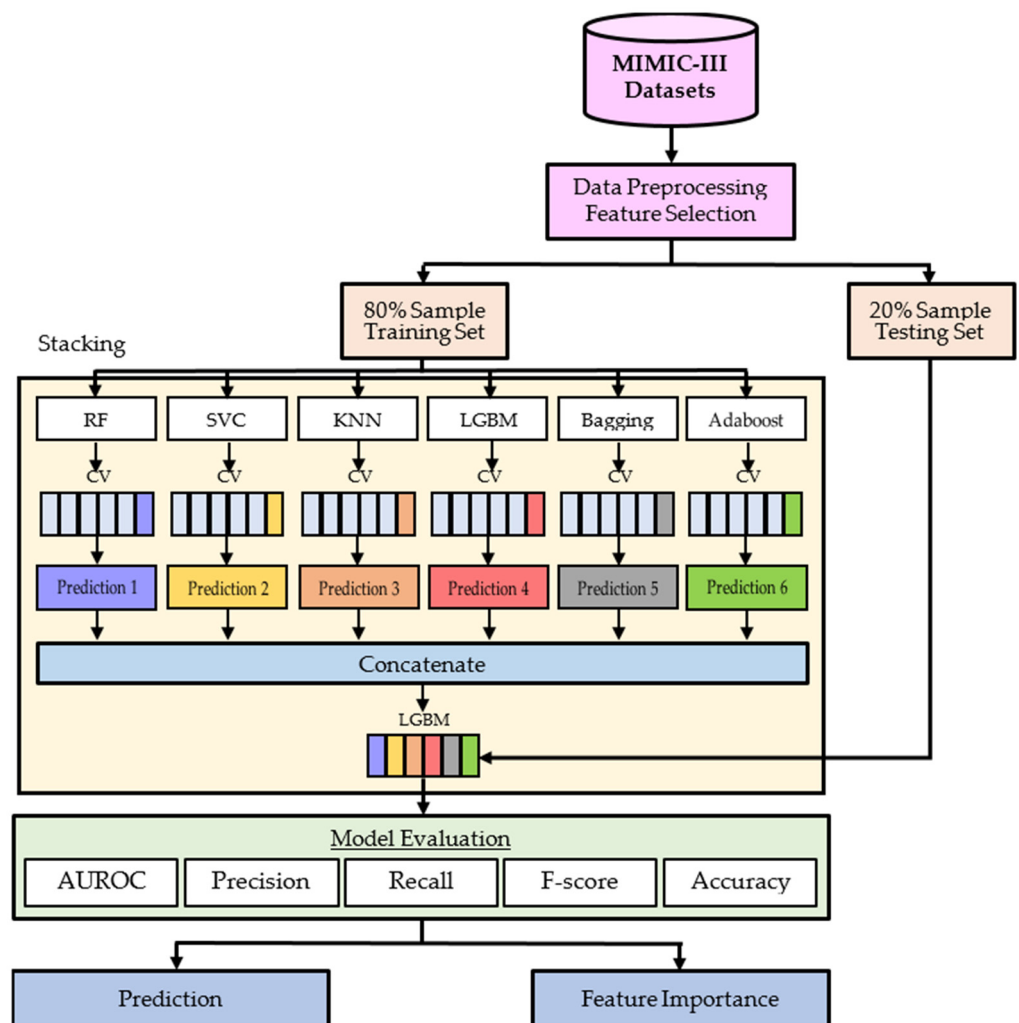 MIMIC-III
Datasets
Data Preprocessing
Feature Selection
80% Sample
Training Set
20% Sample
Testing Set
Stacking
RF
SVC
KNN
LGBM
Bagging
Adaboost
CV
CV
CV
CV
CV
CV
Prediction 1
Prediction 2
Prediction 3
Prediction 4
Prediction 5
Prediction 6
Concatenate
LGBM
Model Evaluation
AUROC
Precision
Recall
F-score
Accuracy
Prediction
Feature Importance